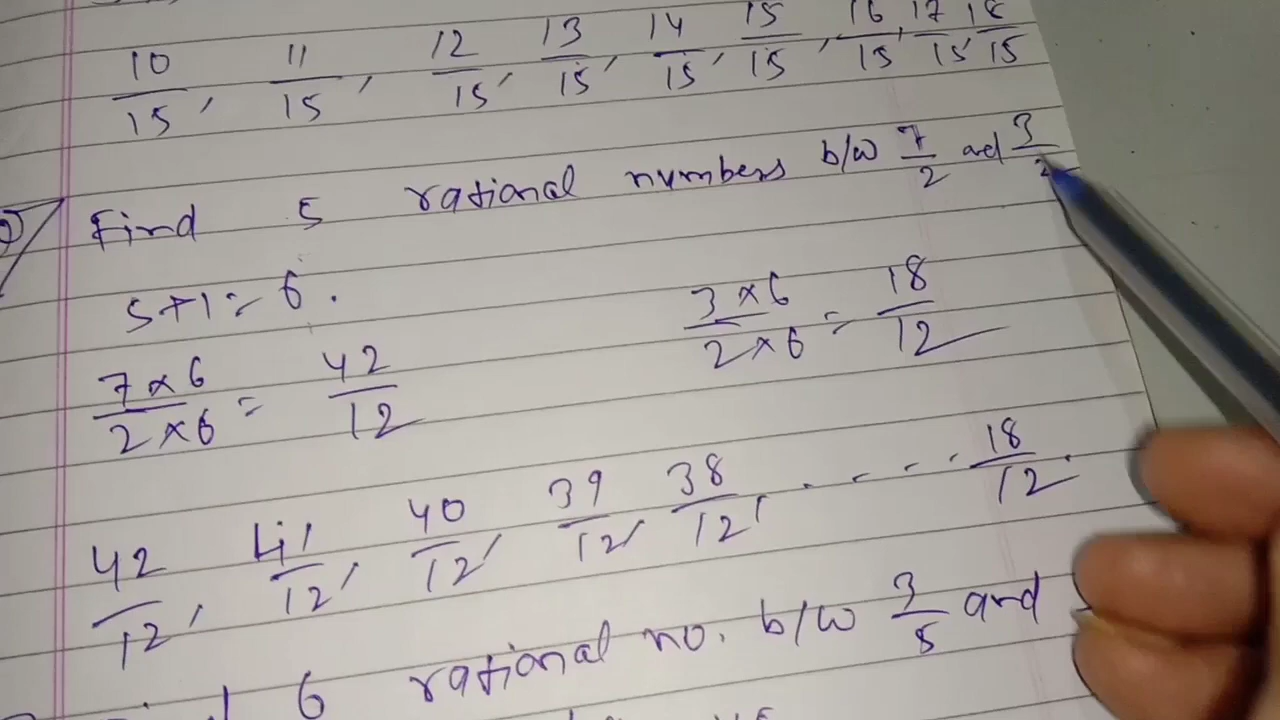 10/15, 11/15, 12/15, 13/15, 14/15, 15/15, 16/15, 17/15, 18/15
Find 5 rational numbers b/w 7/2 and 3/2
5+1=6.
7×6/2×6 = 42/12 3×6/2×6 = 18/12
42/12, 41/12, 40/12, 39/12, 38/12, - - - - 18/12.
6 rational no. b/w 3/5 and